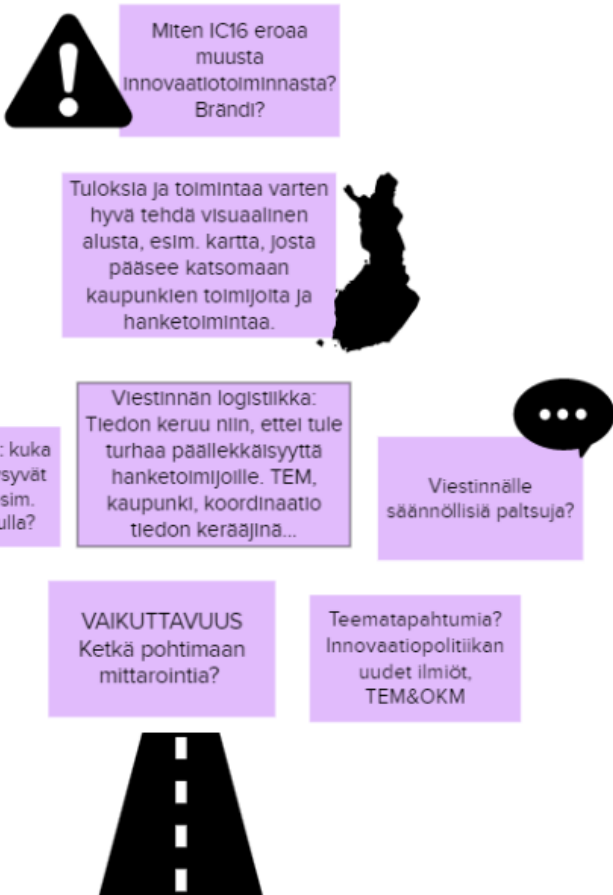 Miten IC16 eroaa
muusta
innovaatiotoiminnasta?
Brändi?
Tuloksia ja toimintaa varten
hyvä tehdä visuaalinen
alusta, esim. kartta, josta
pääsee katsomaan
kaupunkien toimijoita ja
hanketoimintaa.
: kuka
syvät
sim.
ulla?
Viestinnän logistiikka:
Tiedon keruu niin, ettei tule
turhaa päällekkäisyyttä
hanketoimijoille. TEM,
kaupunki, koordinaatio
tiedon kerääjinä...
Viestinnälle
säännöllisiä paltsuja?
VAIKUTTAVUUS
Ketkä pohtimaan
mittarointia?
Teematapahtumia?
Innovaatiopolitiikan
uudet ilmiöt,
TEM&OKM